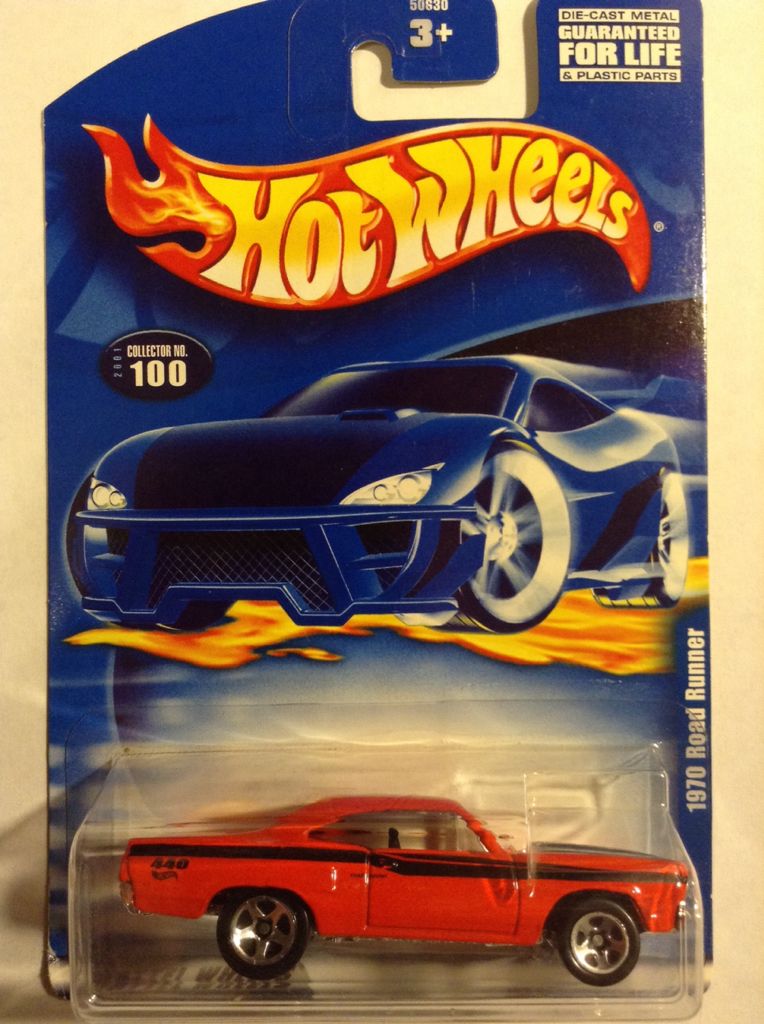 50630
3+
DIE-CAST METAL
GUARANTEED
FOR LIFE
& PLASTIC PARTS
HOT WHEELS
®
2001
COLLECTOR NO.
100
1970 Road Runner
440